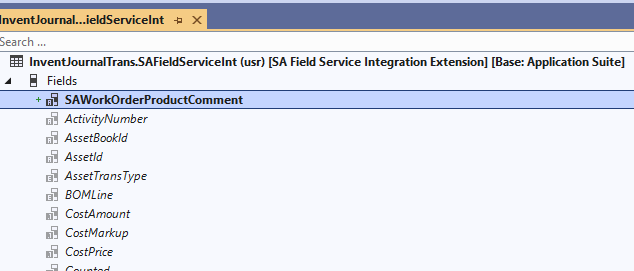 InventJournal...ieldServiceInt
Search ...
InventJournalTrans.SAFieldServiceInt (usr) [SA Field Service Integration Extension] [Base: Application Suite]
Fields
SAWorkOrderProductComment
ActivityNumber
AssetBookId
AssetId
AssetTransType
BOMLine
CostAmount
CostMarkup
CostPrice
Counted